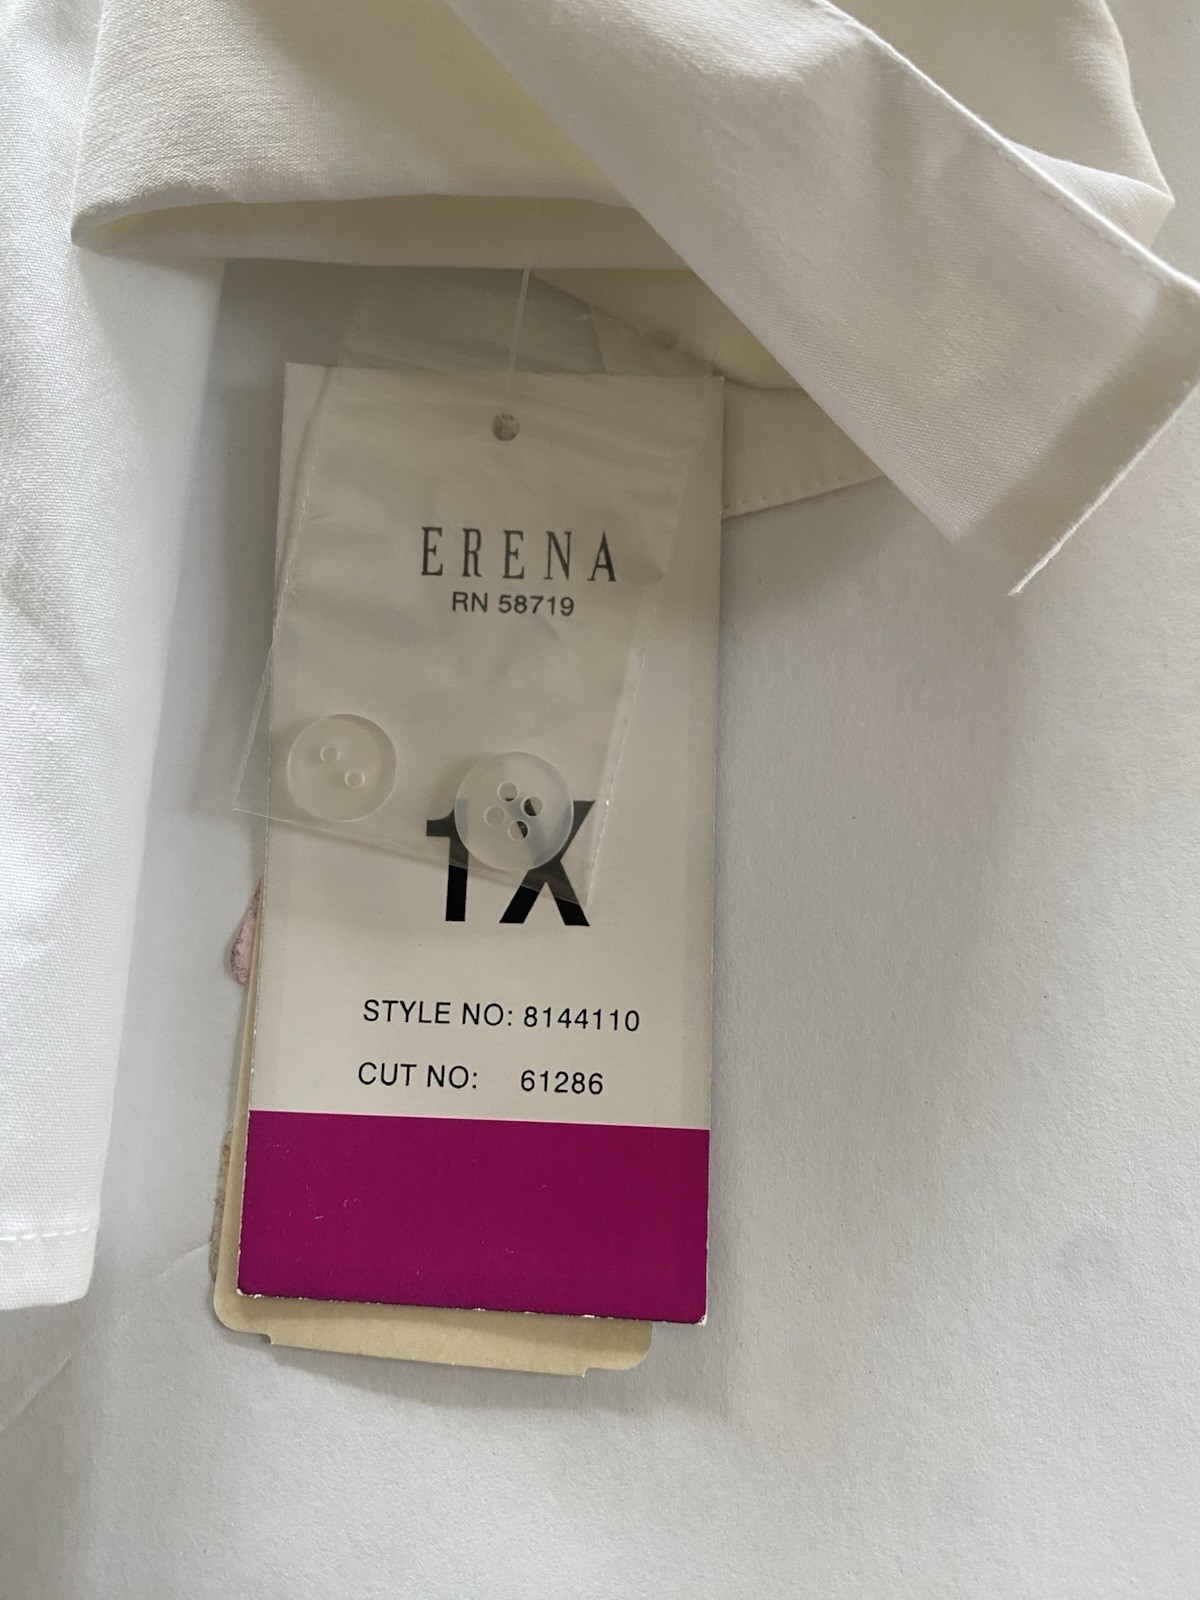 ERENA
RN 58719
1X
STYLE NO: 8144110
CUT NO: 61286